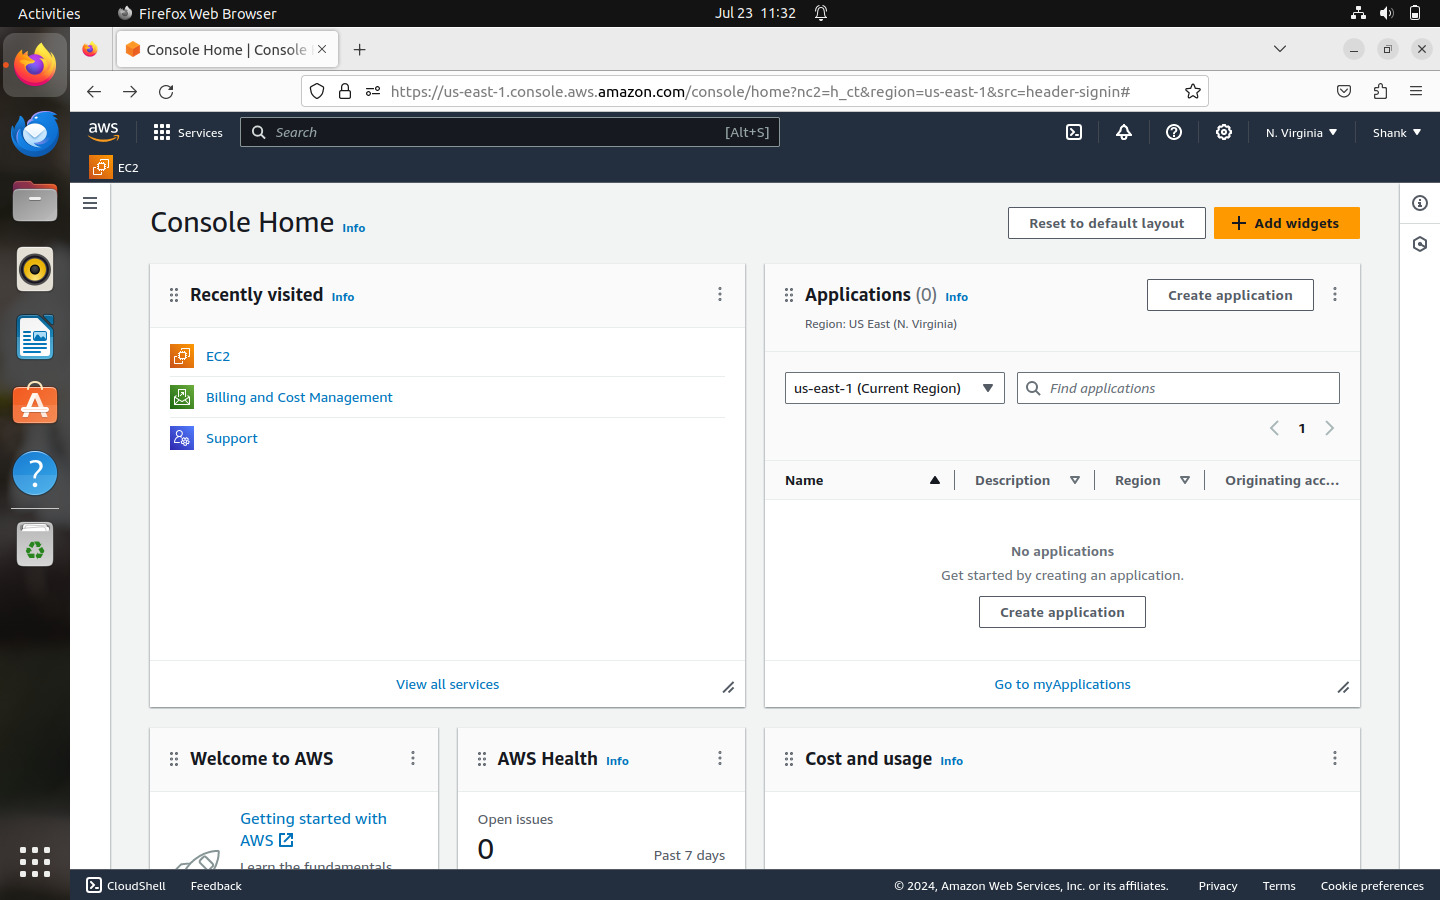 Activities
Firefox Web Browser
Jul 23 11:32
Console Home | Console
https://us-east-1.console.aws.amazon.com/console/home?nc2=h_ct&region=us-east-1&src=header-signin#
aws
Services
Search
[Alt+S]
N. Virginia
Shank
EC2
Console Home Info
Reset to default layout
Add widgets
Recently visited Info
EC2
Billing and Cost Management
Support
View all services
Applications (0) Info
Region: US East (N. Virginia)
Create application
us-east-1 (Current Region)
Find applications
1
Name
Description
Region
Originating acc...
No applications
Get started by creating an application.
Create application
Go to myApplications
Welcome to AWS
Getting started with
AWS
Learn the fundamentals
AWS Health Info
Open issues
0
Past 7 days
Cost and usage Info
CloudShell
Feedback
© 2024, Amazon Web Services, Inc. or its affiliates.
Privacy
Terms
Cookie preferences